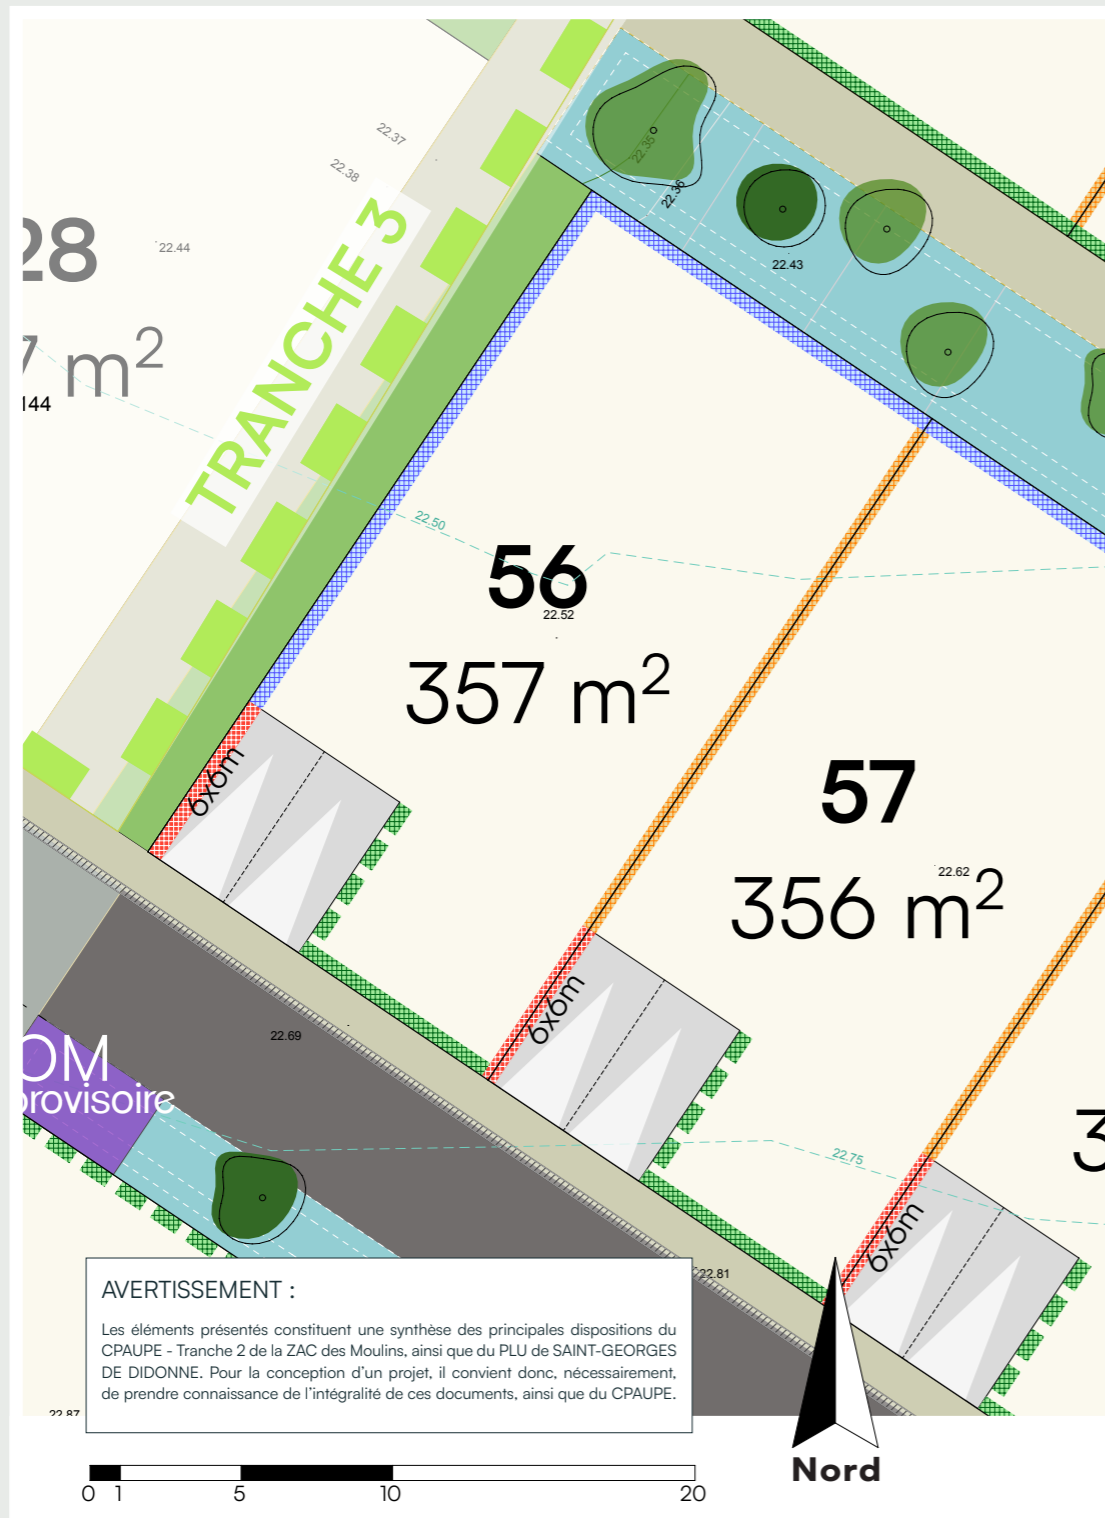 22.37
22.38
28
22.44
7 m²
144
TRANCHE 3
22.35
22.36
22.43
22.50
56
22.52
357 m²
6x6m
57
22.62
356 m²
6x6m
22.69
OM
provisoire
22.75
3
6x6m
22.81
AVERTISSEMENT :
Les éléments présentés constituent une synthèse des principales dispositions du
CPAUPE - Tranche 2 de la ZAC des Moulins, ainsi que du PLU de SAINT-GEORGES
DE DIDONNE. Pour la conception d'un projet, il convient donc, nécessairement,
de prendre connaissance de l'intégralité de ces documents, ainsi que du CPAUPE.
22.87
Nord
0 1 5 10 20